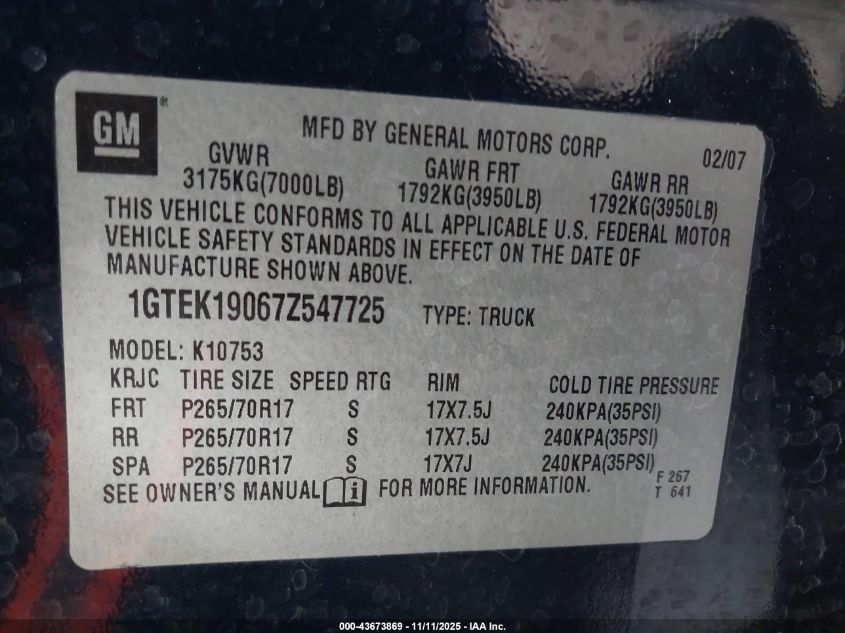 GM ®
MFD BY GENERAL MOTORS CORP. 02/07
GVWR GAWR FRT GAWR RR
3175KG(7000LB) 1792KG(3950LB) 1792KG(3950LB)
THIS VEHICLE CONFORMS TO ALL APPLICABLE U.S. FEDERAL MOTOR
VEHICLE SAFETY STANDARDS IN EFFECT ON THE DATE OF
MANUFACTURE SHOWN ABOVE.
1GTEK19067Z547725 TYPE: TRUCK
MODEL: K10753
KRJC TIRE SIZE SPEED RTG RIM COLD TIRE PRESSURE
FRT P265/70R17 S 17X7.5J 240KPA(35PSI)
RR P265/70R17 S 17X7.5J 240KPA(35PSI)
SPA P265/70R17 S 17X7J 240KPA(35PSI)
SEE OWNER'S MANUAL i FOR MORE INFORMATION.
F 267
T 641
000-43673869 - 11/11/2025 - IAA Inc.